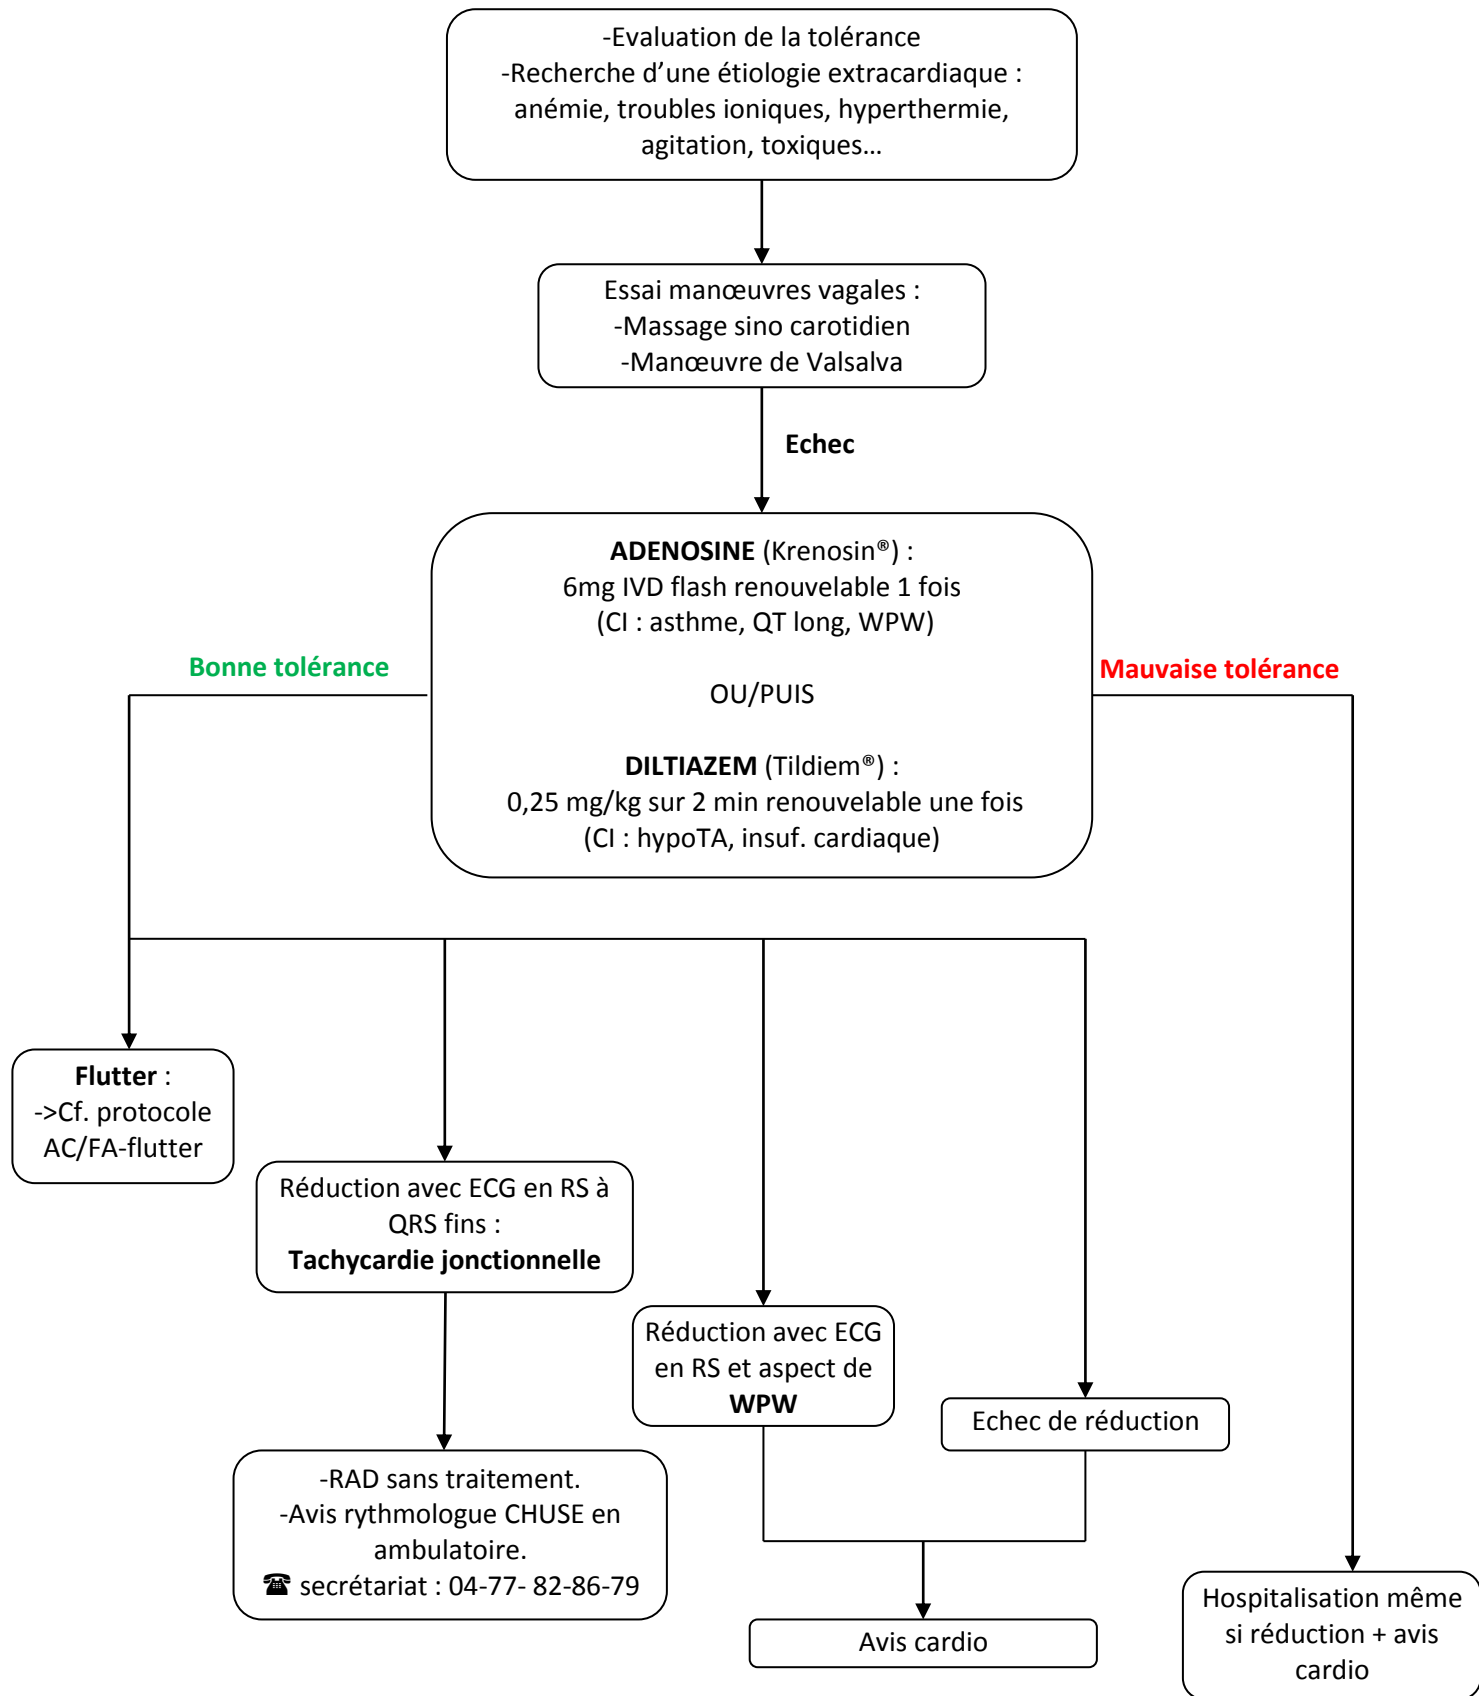 -Evaluation de la tolérance
-Recherche d’une étiologie extracardiaque :
anémie, troubles ioniques, hyperthermie,
agitation, toxiques…
Essai manœuvres vagales :
-Massage sino carotidien
-Manœuvre de Valsalva
Echec
ADENOSINE (Krenosin®) :
6mg IVD flash renouvelable 1 fois
(CI : asthme, QT long, WPW)
Bonne tolérance
Mauvaise tolérance
OU/PUIS
DILTIAZEM (Tildiem®) :
0,25 mg/kg sur 2 min renouvelable une fois
(CI : hypoTA, insuf. cardiaque)
Flutter :
->Cf. protocole
AC/FA-flutter
Réduction avec ECG en RS à
QRS fins :
Tachycardie jonctionnelle
Réduction avec ECG
en RS et aspect de
WPW
Echec de réduction
-RAD sans traitement.
-Avis rythmologue CHUSE en
ambulatoire.
☎ secrétariat : 04-77- 82-86-79
Avis cardio
Hospitalisation même
si réduction + avis
cardio